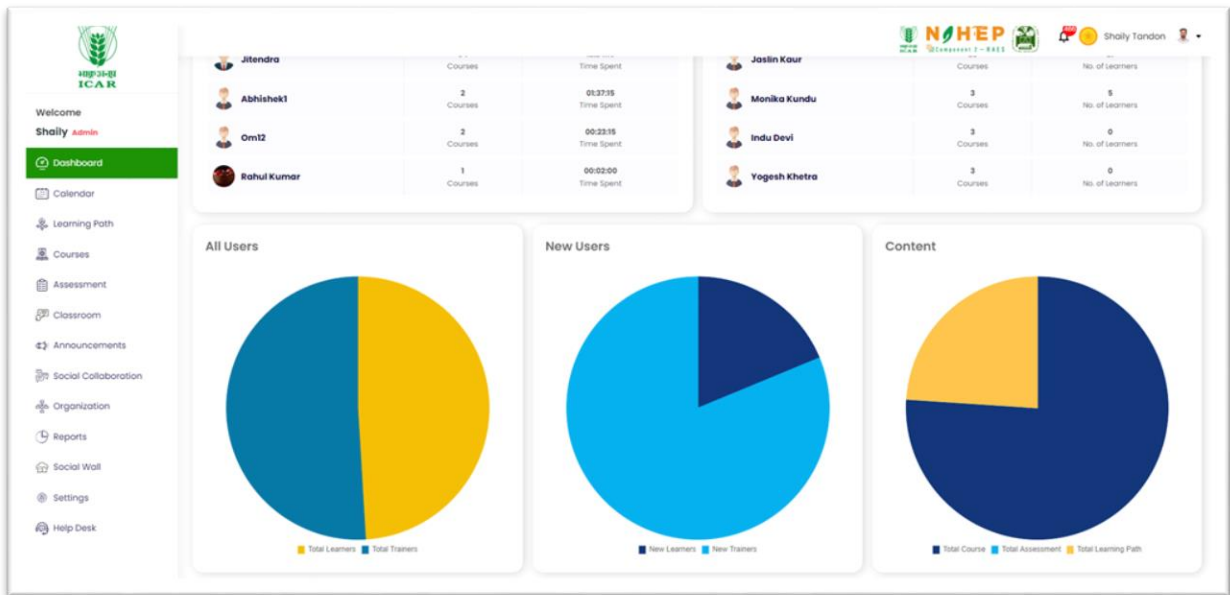 भाकृअनुप
ICAR
ICAR
NAHEP
Component 2 - RAES
Shaily Tandon
Welcome
Shaily Admin
Dashboard
Calendar
Learning Path
Courses
Assessment
Classroom
Announcements
Social Collaboration
Organization
Reports
Social Wall
Settings
Help Desk
Jitendra
Courses
Time Spent
Abhishek1
2
Courses
01:37:15
Time Spent
Om12
2
Courses
00:23:15
Time Spent
Rahul Kumar
1
Courses
00:02:00
Time Spent
Jaslin Kaur
Courses
No. of Learners
Monika Kundu
3
Courses
5
No. of Learners
Indu Devi
3
Courses
0
No. of Learners
Yogesh Khetra
3
Courses
0
No. of Learners
All Users
Total Learners Total Trainers
New Users
New Learners New Trainers
Content
Total Course Total Assessment Total Learning Path